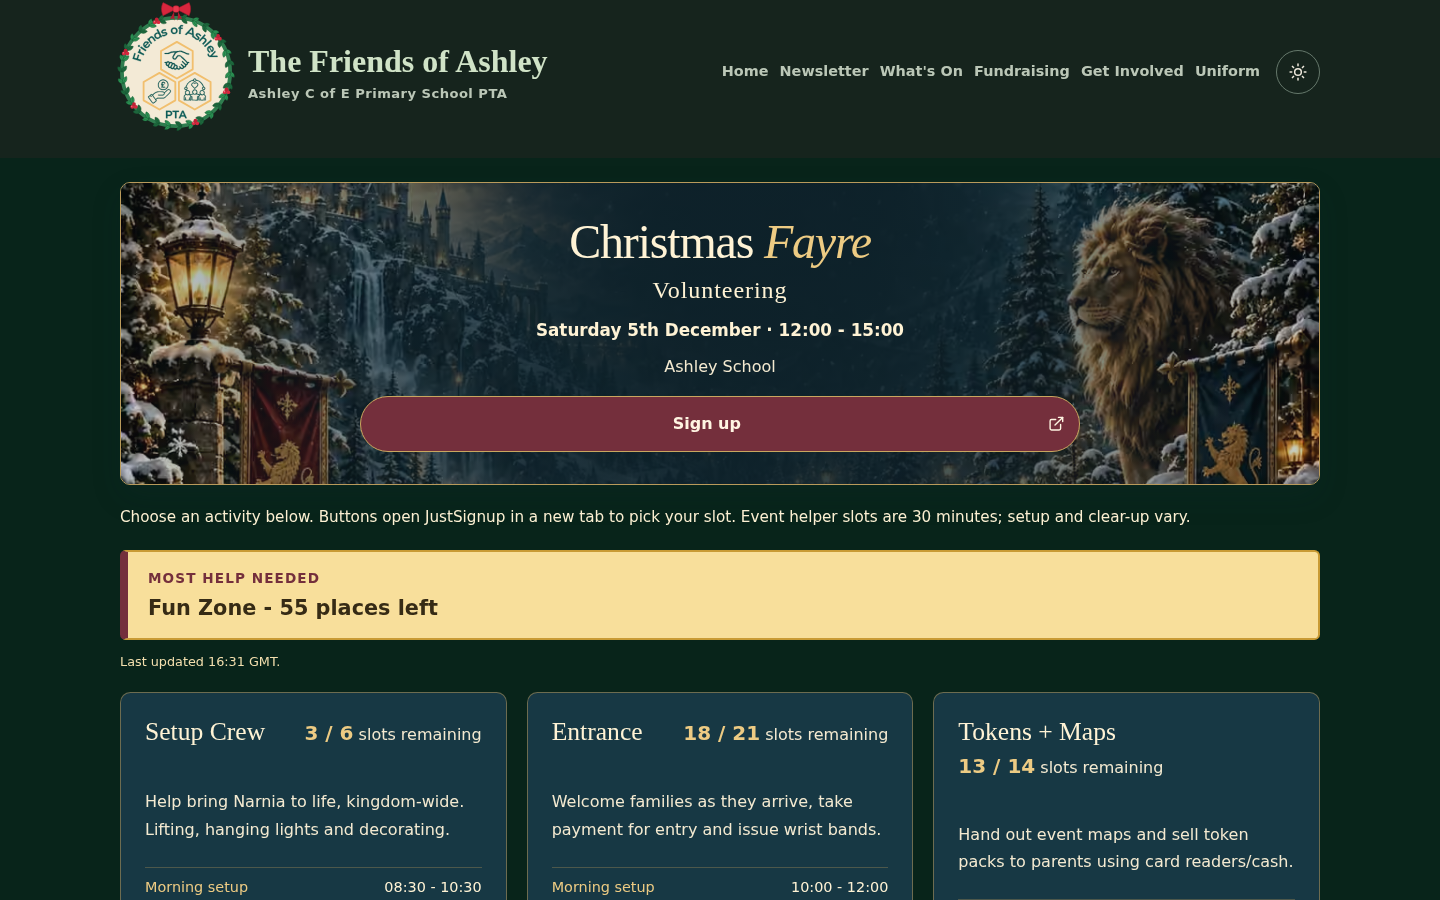 Friends of Ashley
PTA
The Friends of Ashley
Ashley C of E Primary School PTA
Home Newsletter What's On Fundraising Get Involved Uniform
Christmas Fayre
Volunteering
Saturday 5th December · 12:00 - 15:00
Ashley School
Sign up
Choose an activity below. Buttons open JustSignup in a new tab to pick your slot. Event helper slots are 30 minutes; setup and clear-up vary.
MOST HELP NEEDED
Fun Zone - 55 places left
Last updated 16:31 GMT.
Setup Crew 3 / 6 slots remaining
Help bring Narnia to life, kingdom-wide.
Lifting, hanging lights and decorating.
Morning setup 08:30 - 10:30
Entrance 18 / 21 slots remaining
Welcome families as they arrive, take
payment for entry and issue wrist bands.
Morning setup 10:00 - 12:00
Tokens + Maps
13 / 14 slots remaining
Hand out event maps and sell token
packs to parents using card readers/cash.